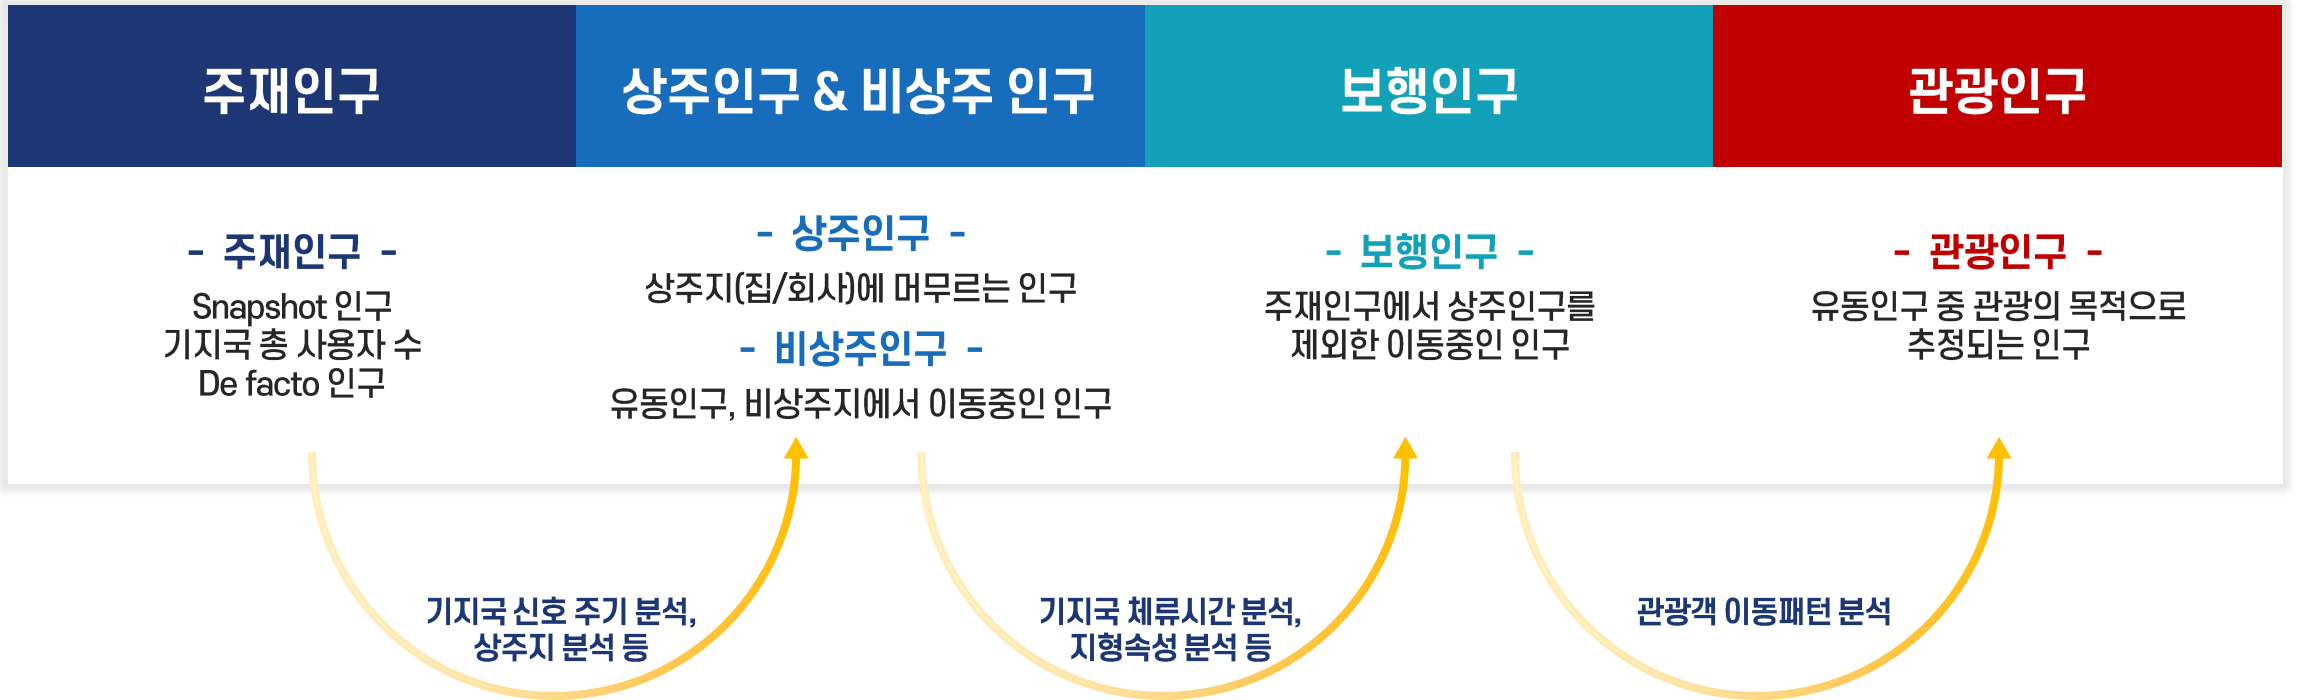 주재인구
상주인구 & 비상주 인구
보행인구
관광인구
- 주재인구 -
Snapshot 인구
기지국 총 사용자 수
De facto 인구
- 상주인구 -
상주지(집/회사)에 머무르는 인구
- 비상주인구 -
유동인구, 비상주지에서 이동중인 인구
- 보행인구 -
주재인구에서 상주인구를
제외한 이동중인 인구
- 관광인구 -
유동인구 중 관광의 목적으로
추정되는 인구
기지국 신호 주기 분석,
상주지 분석 등
기지국 체류시간 분석,
지형속성 분석 등
관광객 이동패턴 분석